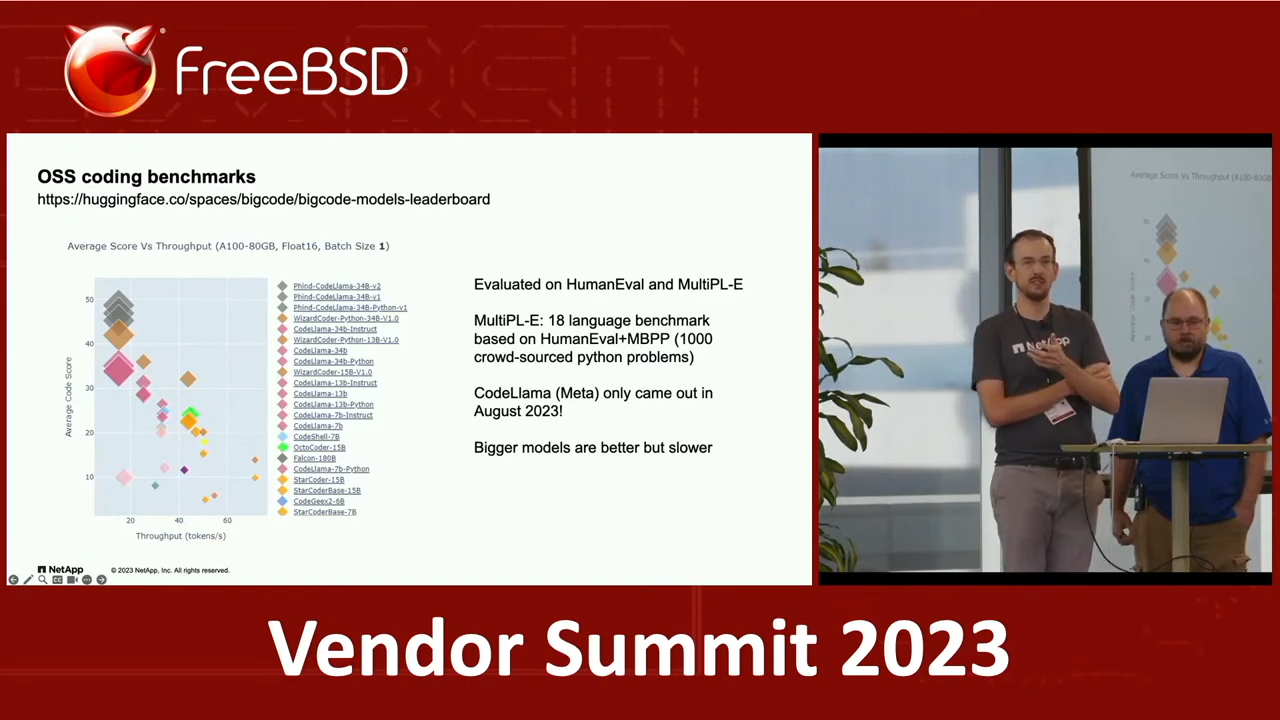 FreeBSD
OSS coding benchmarks
https://huggingface.co/spaces/bigcode/bigcode-models-leaderboard
Average Score Vs Throughput (A100-80GB, Float16, Batch Size 1)
Average Code Score
50
40
30
20
10
20
40
60
Throughput (tokens/s)
Phind-CodeLlama-34B-v2
Phind-CodeLlama-34B-v1
Phind-CodeLlama-34B-Python-v1
WizardCoder-Python-34B-V1.0
CodeLlama-34b-Instruct
WizardCoder-Python-13B-V1.0
CodeLlama-34b
CodeLlama-34b-Python
WizardCoder-15B-V1.0
CodeLlama-13b-Instruct
CodeLlama-13b
CodeLlama-13b-Python
CodeLlama-7b-Instruct
CodeLlama-7b
CodeShell-7B
OctoCoder-15B
Falcon-180B
CodeLlama-7b-Python
StarCoder-15B
StarCoderBase-15B
CodeGeex2-6B
StarCoderBase-7B
Evaluated on HumanEval and MultiPL-E
MultiPL-E: 18 language benchmark
based on HumanEval+MBPP (1000
crowd-sourced python problems)
CodeLlama (Meta) only came out in
August 2023!
Bigger models are better but slower
NetApp
© 2023 NetApp, Inc. All rights reserved.
Average Score Vs Throughput (A100-80GB
NetApp
Vendor Summit 2023